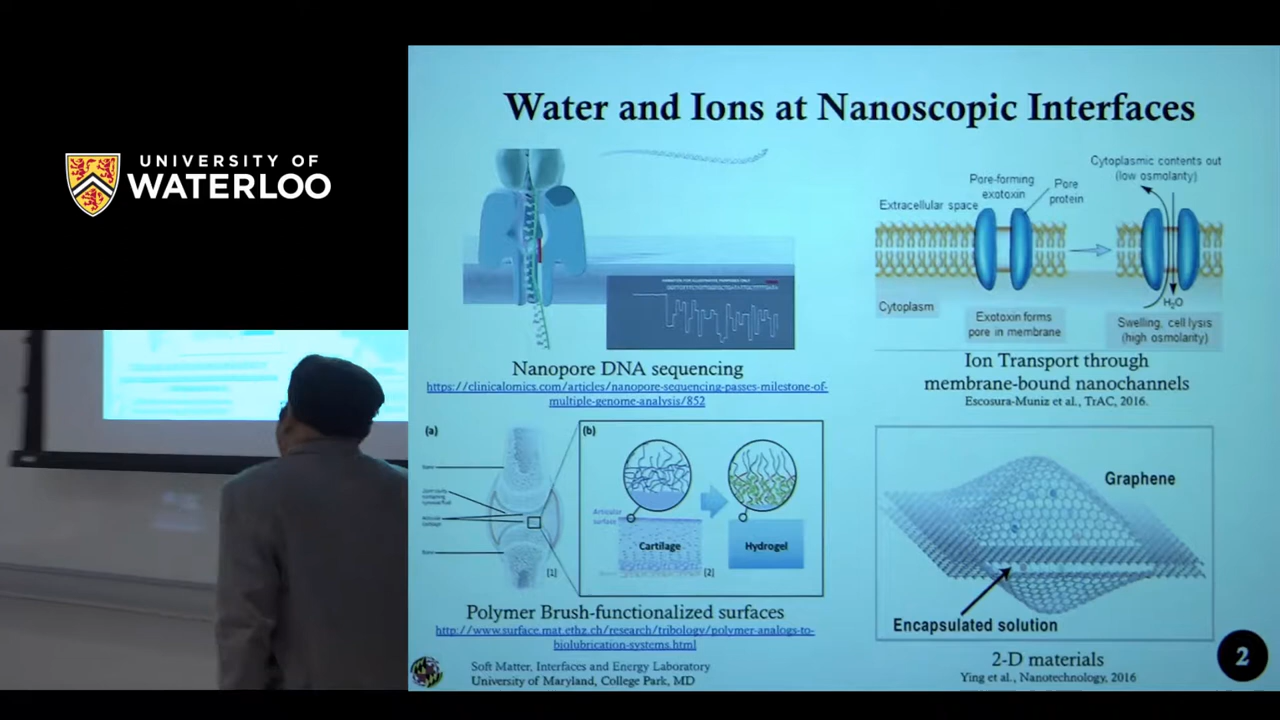 UNIVERSITY OF
WATERLOO
Water and Ions at Nanoscopic Interfaces
Nanopore DNA sequencing
https://clinicalomics.com/articles/nanopore-sequencing-passes-milestone-of-
multiple-genome-analysis/852
Extracellular space
Pore-forming
exotoxin
Pore
protein
Cytoplasmic contents out
(low osmolarity)
Cytoplasm
Exotoxin forms
pore in membrane
H₂O
Swelling, cell lysis
(high osmolarity)
Ion Transport through
membrane-bound nanochannels
Escosura-Muniz et al., TrAC, 2016.
(a)
Bone
Bone
[1]
(b)
Articular
surface
Cartilage
[2]
Hydrogel
Polymer Brush-functionalized surfaces
http://www.surface.mat.ethz.ch/research/tribology/polymer-analogs-to-
biolubrication-systems.html
Graphene
Encapsulated solution
2-D materials
Ying et al., Nanotechnology, 2016
Soft Matter, Interfaces and Energy Laboratory
University of Maryland, College Park, MD
2